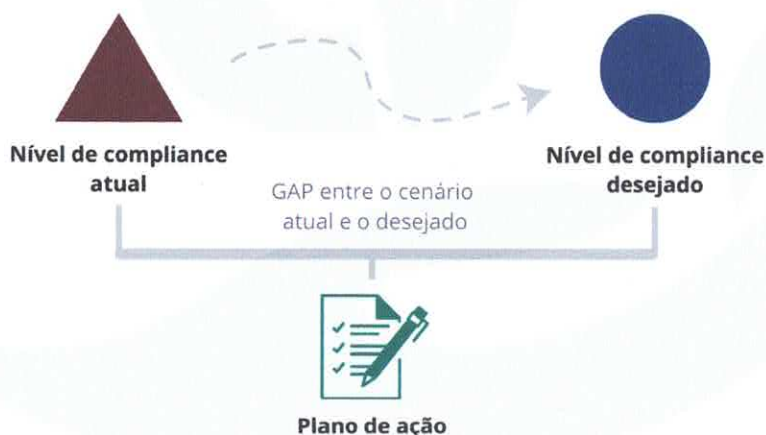 Nível de compliance
atual
Nível de compliance
desejado
GAP entre o cenário
atual e o desejado
Plano de ação